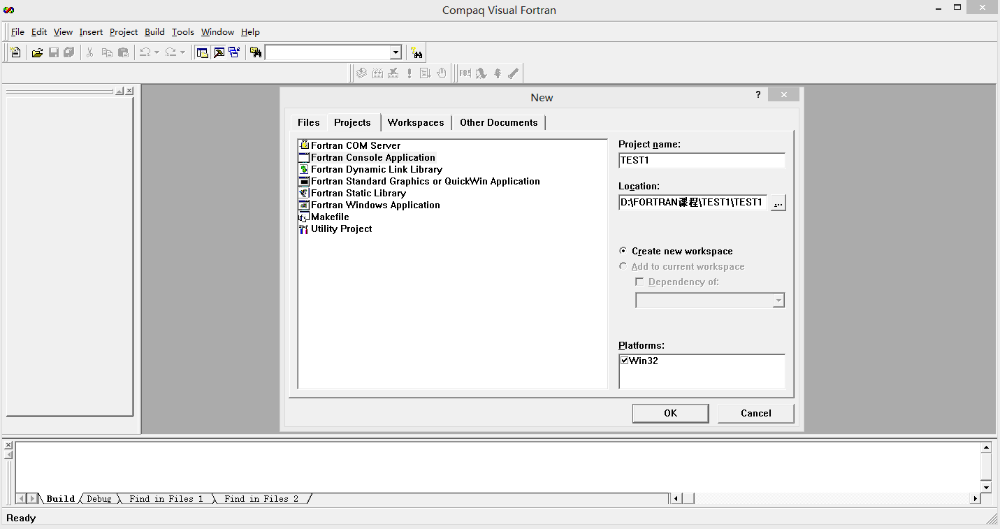 Compaq Visual Fortran
File Edit View Insert Project Build Tools Window Help
F8.5
New
?
Files Projects Workspaces Other Documents
Fortran COM Server
Fortran Console Application
Fortran Dynamic Link Library
Fortran Standard Graphics or QuickWin Application
Fortran Static Library
Fortran Windows Application
Makefile
Utility Project
Project name:
TEST1
Location:
D:\FORTRAN课程\TEST1\TEST1
...
Create new workspace
Add to current workspace
Dependency of:
Platforms:
Win32
OK Cancel
Build Debug Find in Files 1 Find in Files 2
Ready